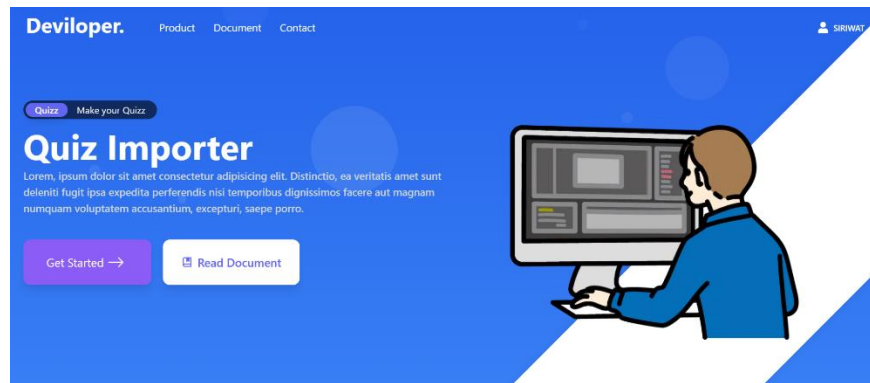 Deviloper. Product Document Contact SIRIWAT
Quizz Make your Quizz
Quiz Importer
Lorem, ipsum dolor sit amet consectetur adipisicing elit. Distinctio, ea veritatis amet sunt
deleniti fugit ipsa expedita perferendis nisi temporibus dignissimos facere aut magnam
numquam voluptatem accusantium, excepturi, saepe porro.
Get Started → Read Document